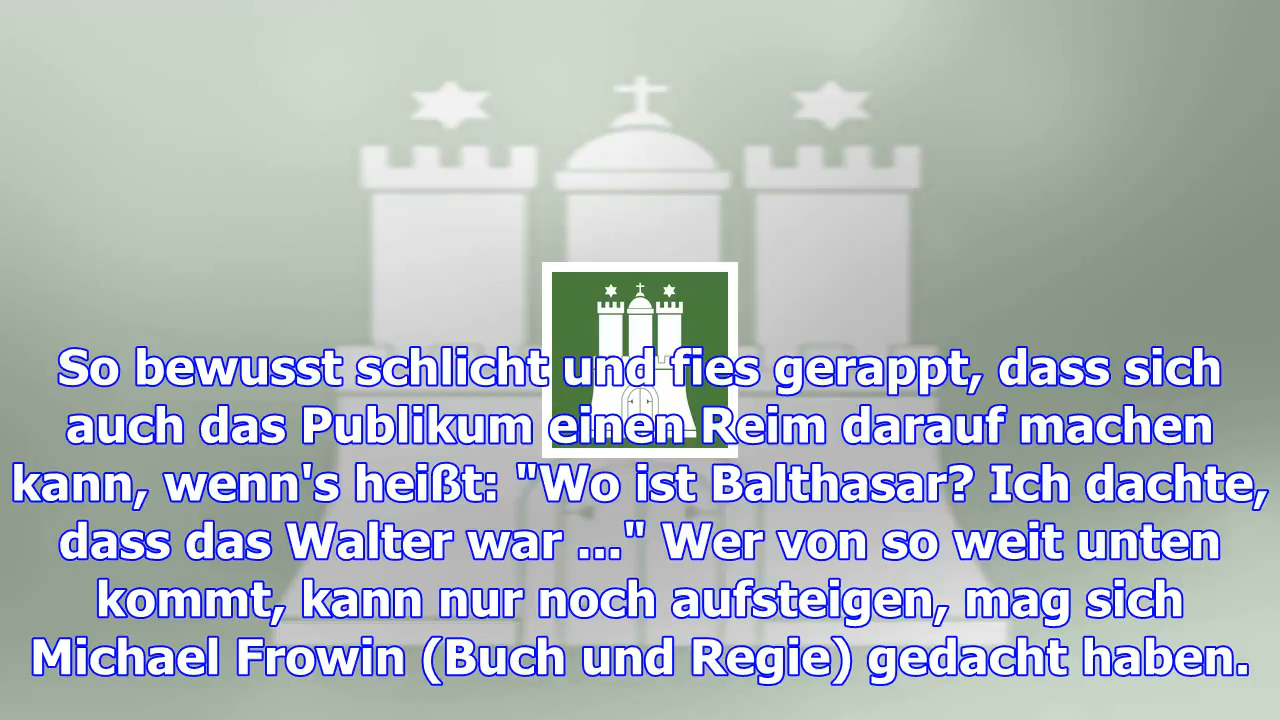 So bewusst schlicht und fies gerappt, dass sich
auch das Publikum einen Reim darauf machen
kann, wenn's heißt: "Wo ist Balthasar? Ich dachte,
dass das Walter war ..." Wer von so weit unten
kommt, kann nur noch aufsteigen, mag sich
Michael Frowin (Buch und Regie) gedacht haben.